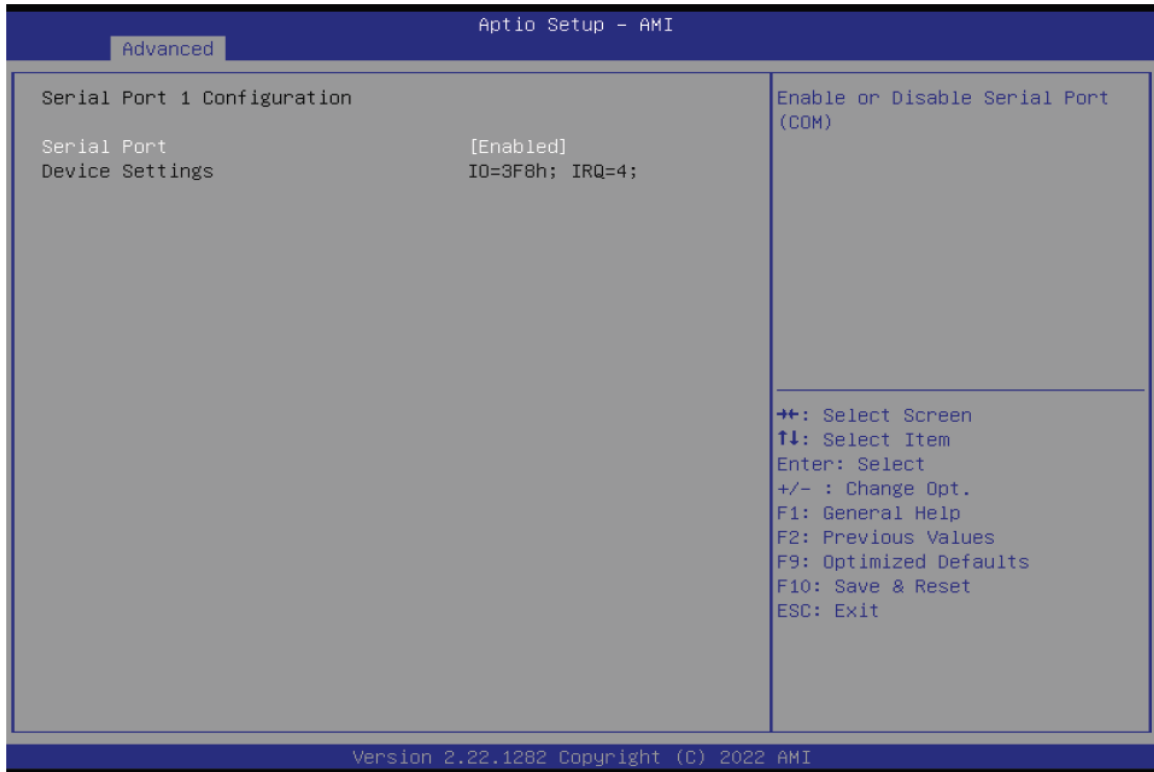 Aptio Setup – AMI
Advanced
Serial Port 1 Configuration
Serial Port [Enabled]
Device Settings IO=3F8h; IRQ=4;
Enable or Disable Serial Port
(COM)
→←: Select Screen
↑↓: Select Item
Enter: Select
+/- : Change Opt.
F1: General Help
F2: Previous Values
F9: Optimized Defaults
F10: Save & Reset
ESC: Exit
Version 2.22.1282 Copyright (C) 2022 AMI